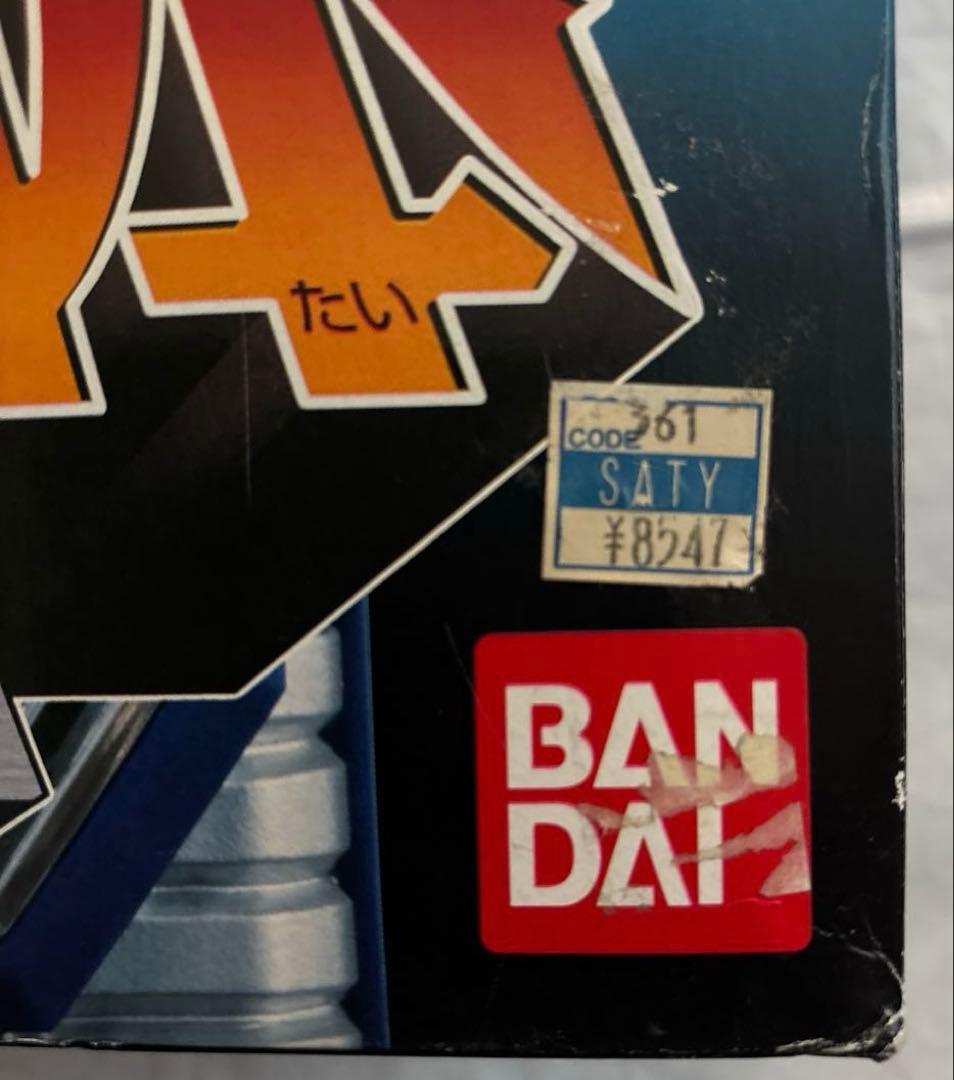 たい
CODE 361
SATY
¥8547
BAN
DAI